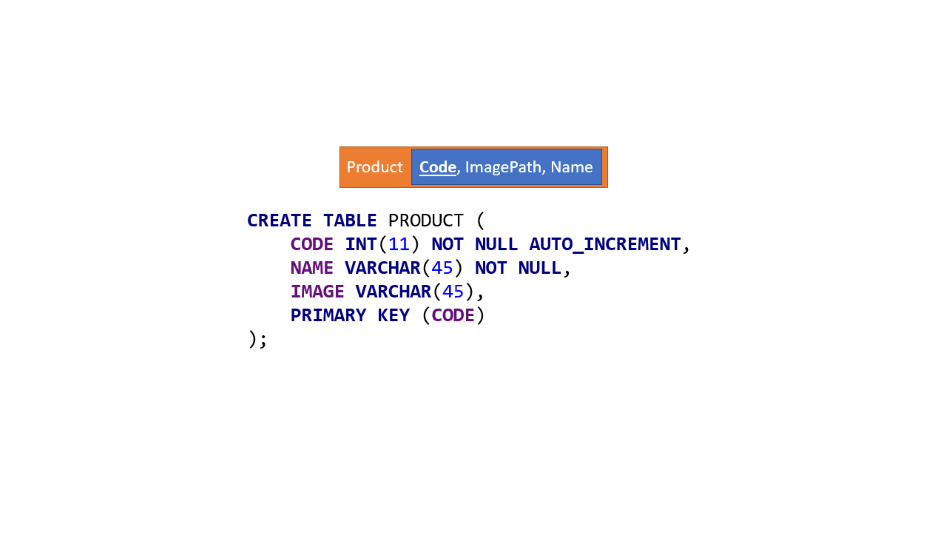 Product Code, ImagePath, Name
CREATE TABLE PRODUCT (
CODE INT(11) NOT NULL AUTO_INCREMENT,
NAME VARCHAR(45) NOT NULL,
IMAGE VARCHAR(45),
PRIMARY KEY (CODE)
);